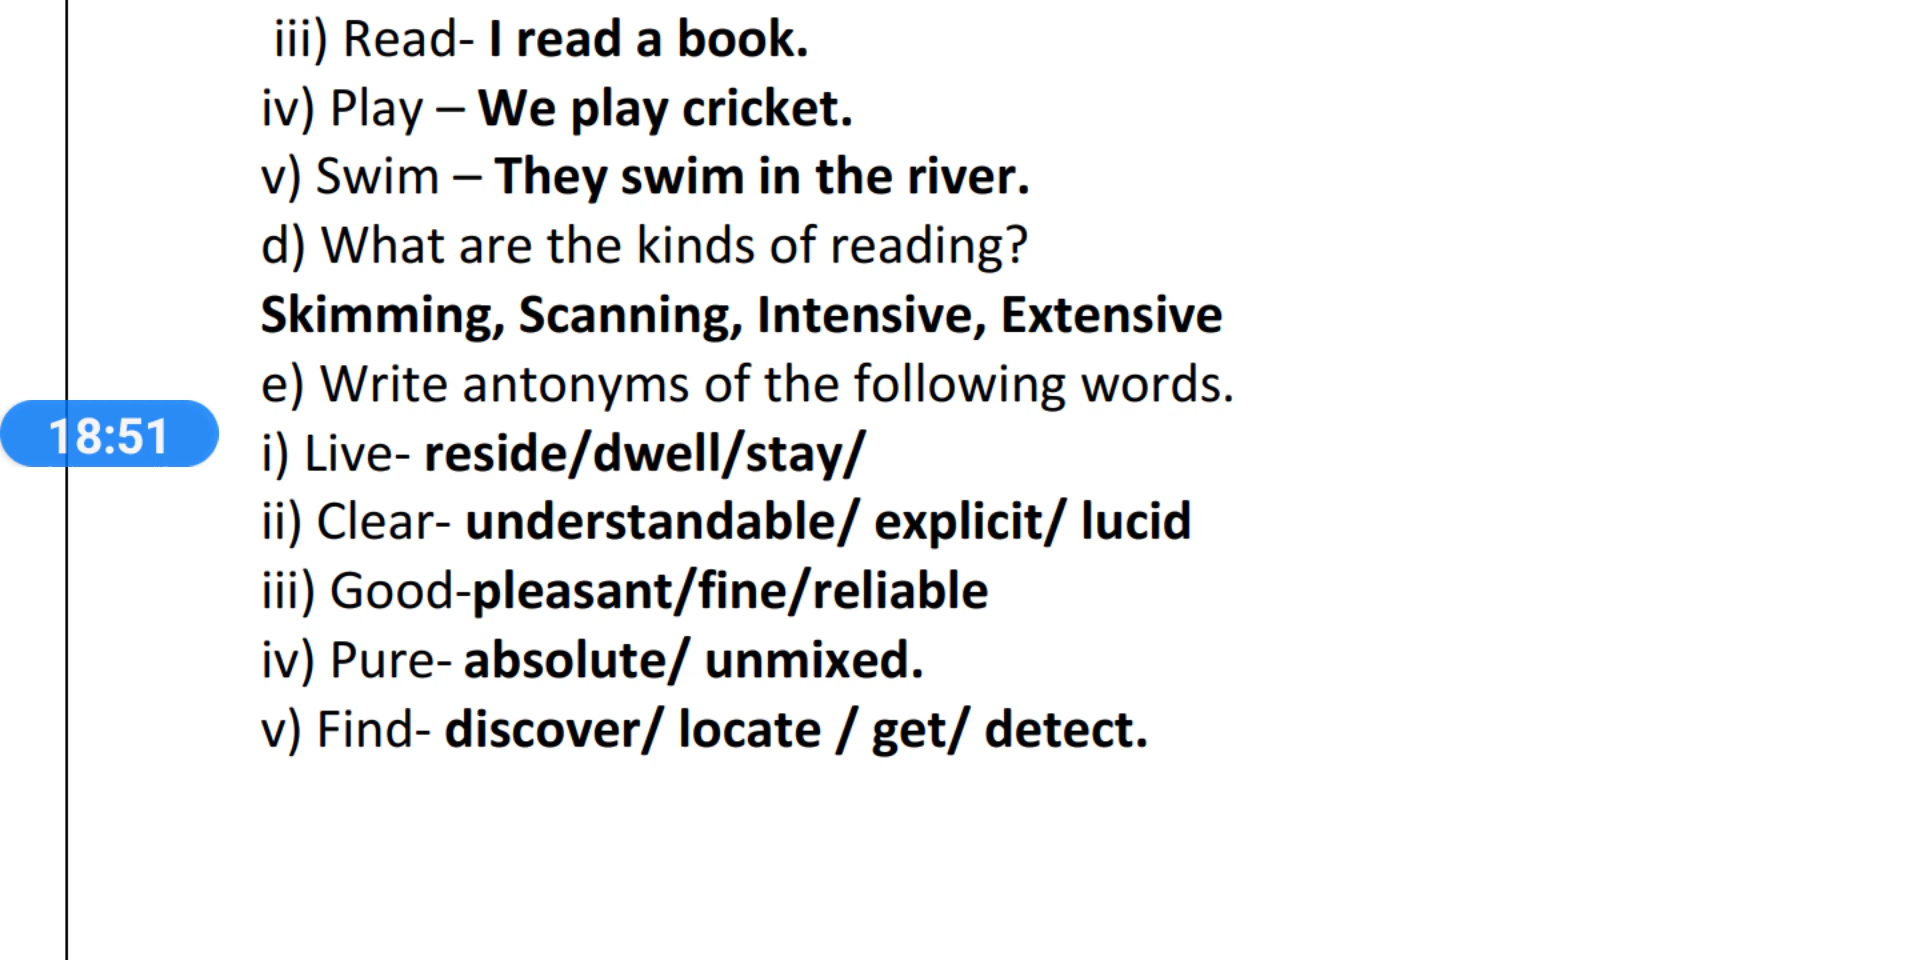 iii) Read- I read a book.
iv) Play – We play cricket.
v) Swim – They swim in the river.
d) What are the kinds of reading?
Skimming, Scanning, Intensive, Extensive
e) Write antonyms of the following words.
18:51
i) Live- reside/dwell/stay/
ii) Clear- understandable/ explicit/ lucid
iii) Good-pleasant/fine/reliable
iv) Pure- absolute/ unmixed.
v) Find- discover/ locate / get/ detect.